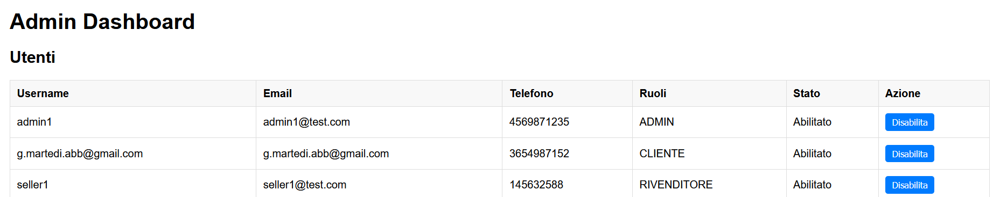 Admin Dashboard
Utenti
Username Email Telefono Ruoli Stato Azione
admin1 admin1@test.com 4569871235 ADMIN Abilitato Disabilita
g.martedi.abb@gmail.com g.martedi.abb@gmail.com 3654987152 CLIENTE Abilitato Disabilita
seller1 seller1@test.com 145632588 RIVENDITORE Abilitato Disabilita